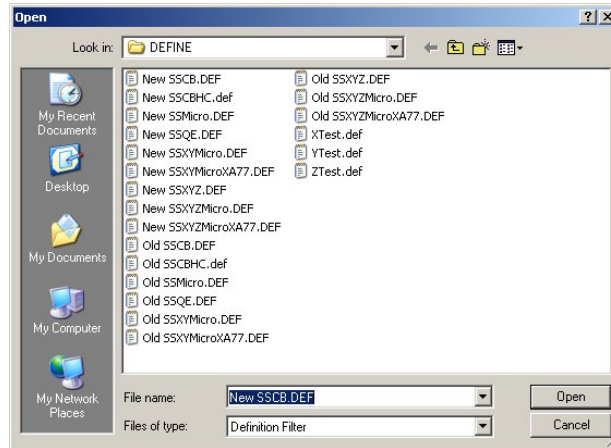 Open
Look in: DEFINE
My Recent Documents
Desktop
My Documents
My Computer
My Network Places
New SSCB.DEF
New SSCBHC.def
New SSMicro.DEF
New SSQE.DEF
New SSXYMicro.DEF
New SSXYMicroXA77.DEF
New SSXYZ.DEF
New SSXYZMicro.DEF
New SSXYZMicroXA77.DEF
Old SSCB.DEF
Old SSCBHC.def
Old SSMicro.DEF
Old SSQE.DEF
Old SSXYMicro.DEF
Old SSXYMicroXA77.DEF
Old SSXYZ.DEF
Old SSXYZMicro.DEF
Old SSXYZMicroXA77.DEF
XTest.def
YTest.def
ZTest.def
File name: New SSCB.DEF Open
Files of type: Definition Filter Cancel